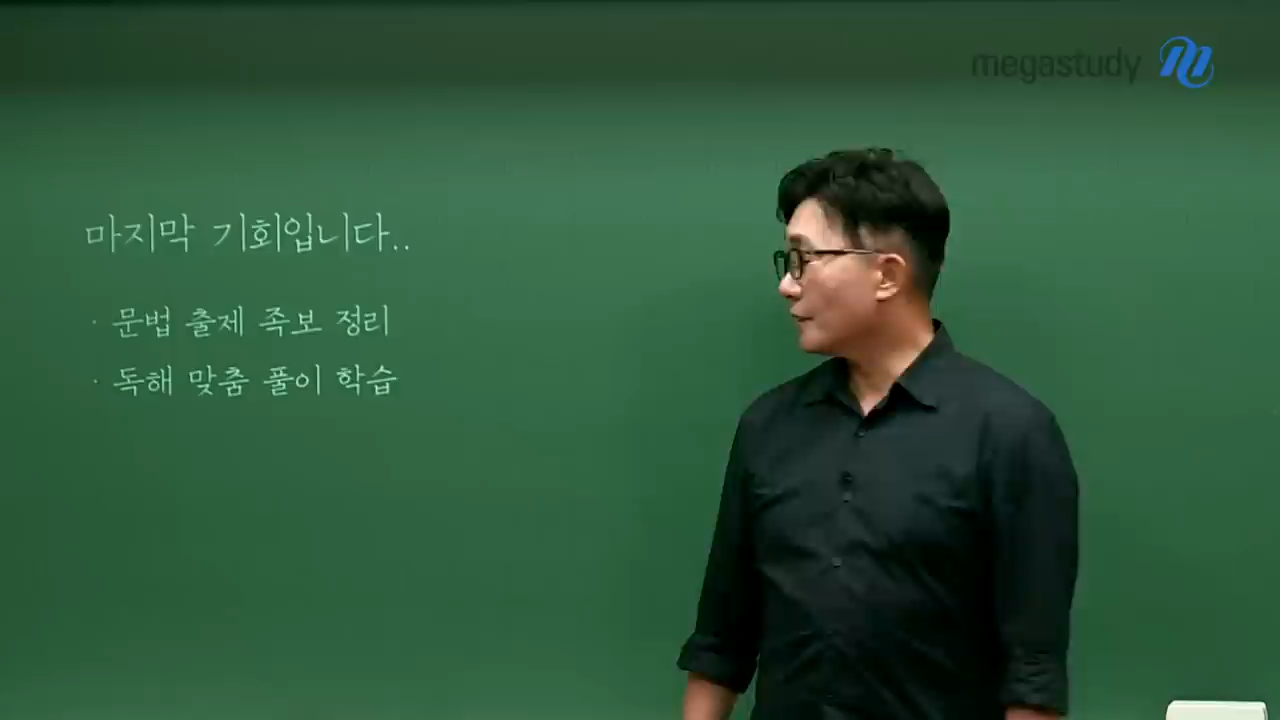 megastudy
마지막 기회입니다..
· 문법 출제 족보 정리
· 독해 맞춤 풀이 학습